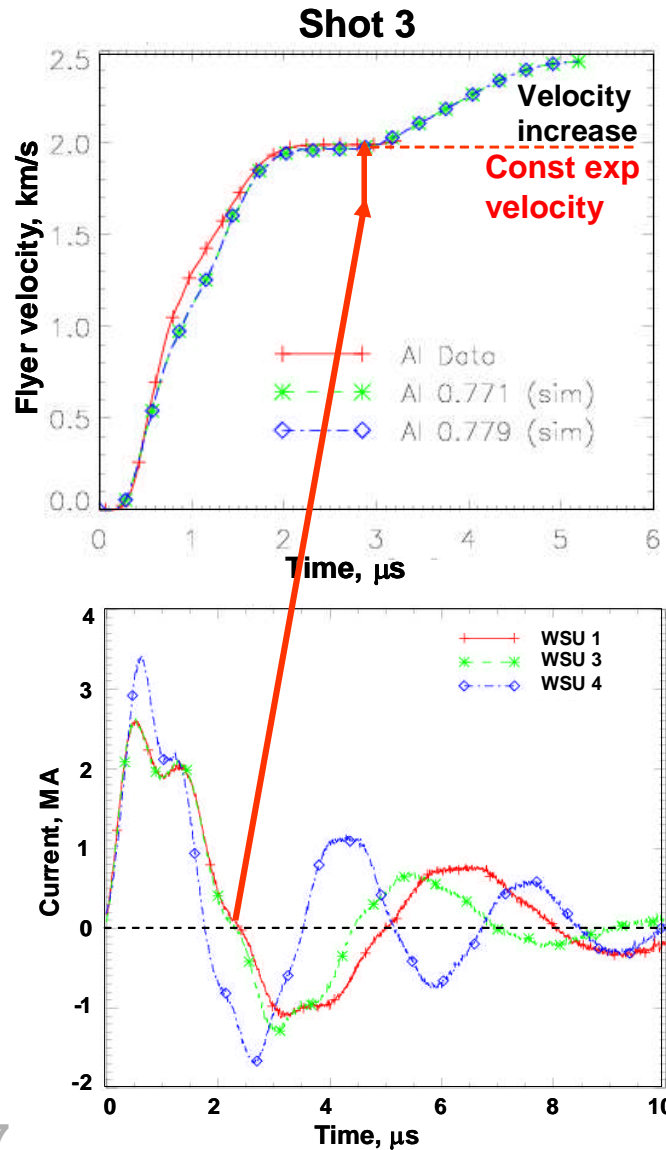 Shot 3
2.5
2.0
1.5
1.0
0.5
0.0
Flyer velocity, km/s
Velocity
increase
Const exp
velocity
Al Data
Al 0.771 (sim)
Al 0.779 (sim)
0 1 2 3 4 5 6
Time, μs
4
3
2
1
0
-1
-2
Current, MA
WSU 1
WSU 3
WSU 4
0 2 4 6 8 10
Time, μs
7